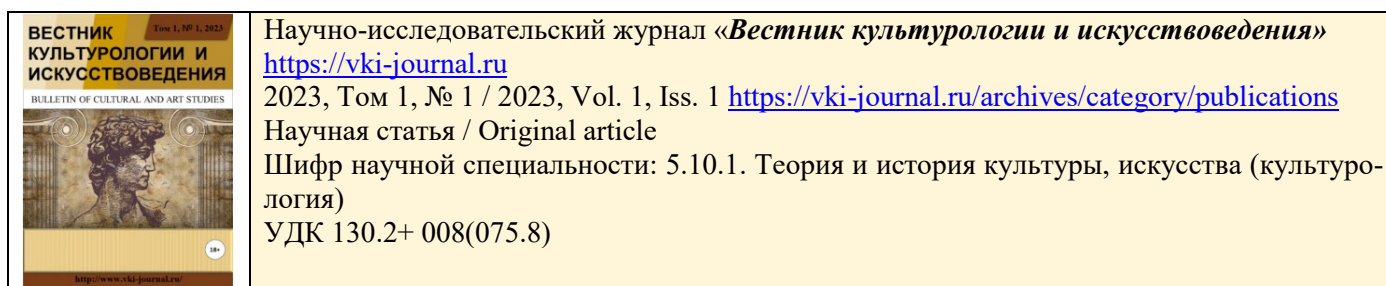 ВЕСТНИК
Том 1, № 1, 2023
КУЛЬТУРОЛОГИИ И
ИСКУССТВОВЕДЕНИЯ
BULLETIN OF CULTURAL AND ART STUDIES
18+
http://www.vki-journal.ru/
Научно-исследовательский журнал «Вестник культурологии и искусствоведения»
https://vki-journal.ru
2023, Том 1, № 1 / 2023, Vol. 1, Iss. 1 https://vki-journal.ru/archives/category/publications
Научная статья / Original article
Шифр научной специальности: 5.10.1. Теория и история культуры, искусства (культуро-
логия)
УДК 130.2+ 008(075.8)